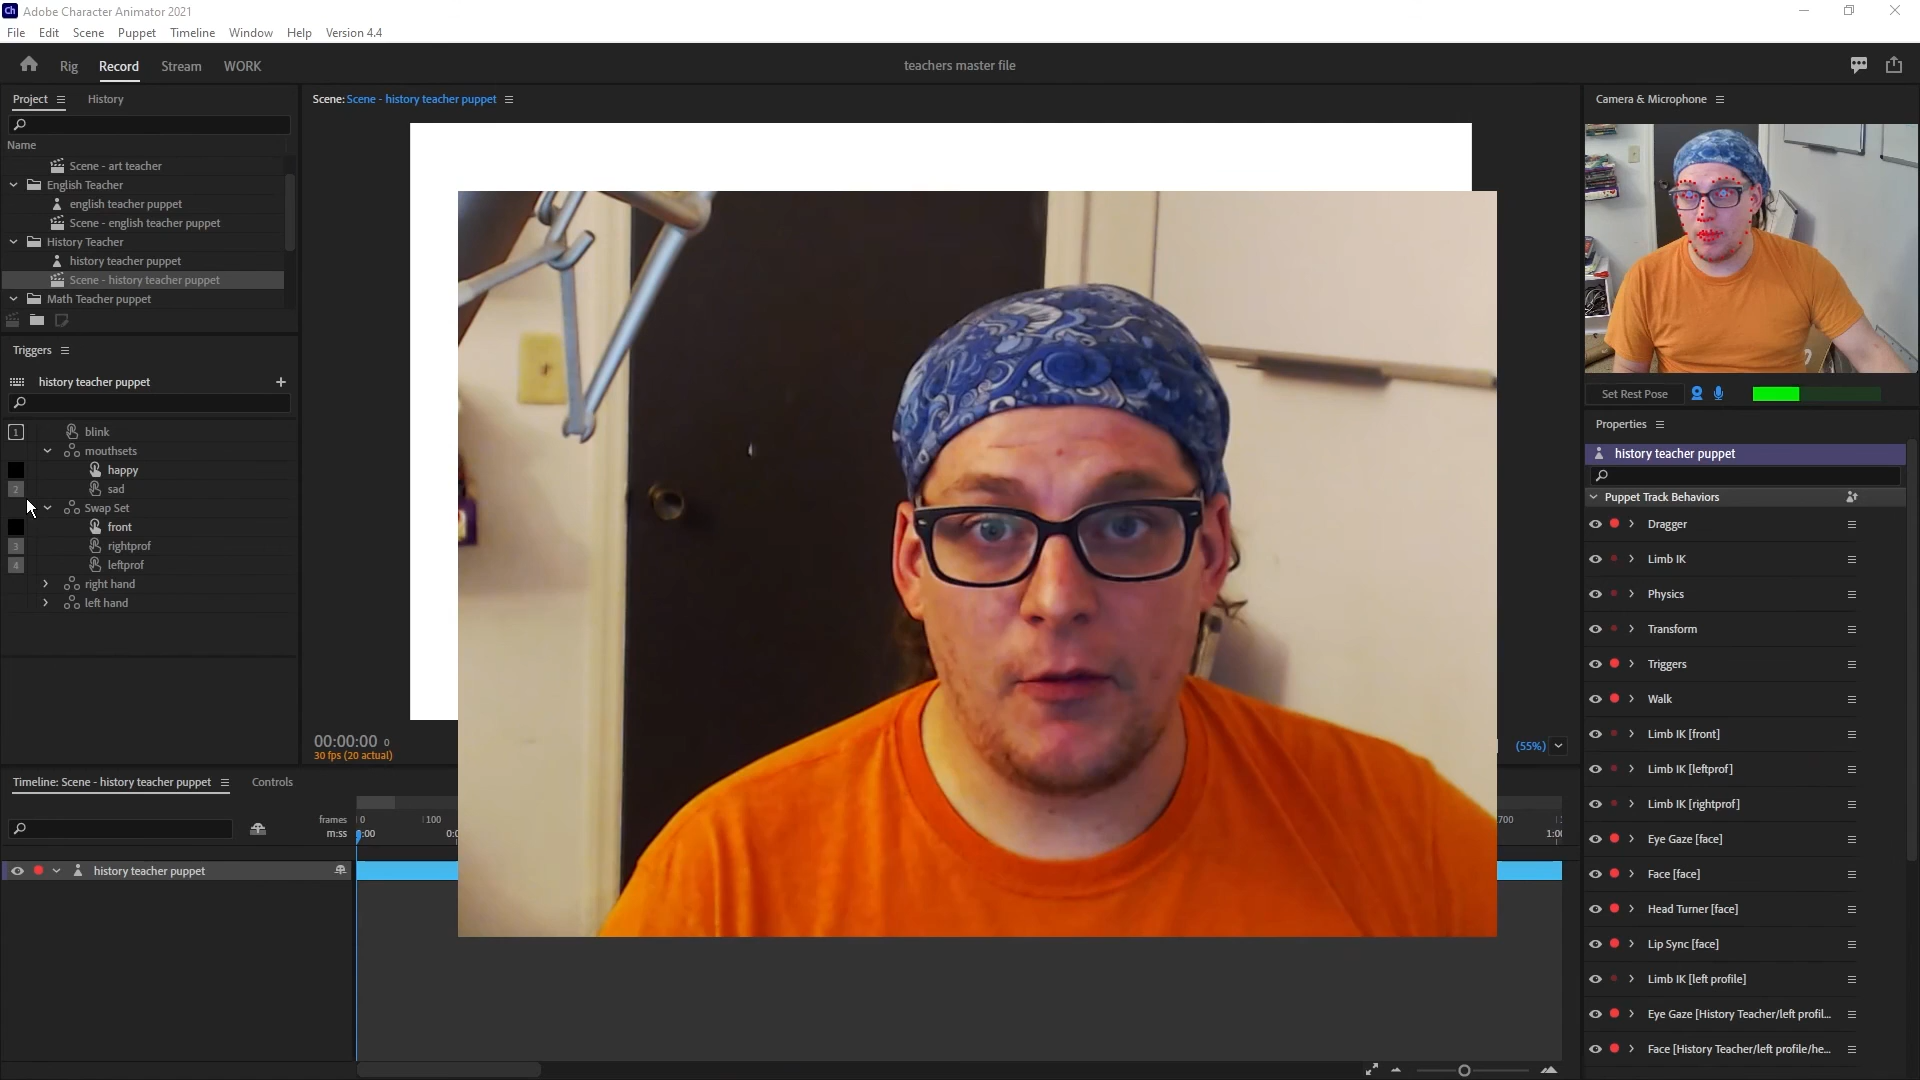 Ch Adobe Character Animator 2021
File Edit Scene Puppet Timeline Window Help Version 4.4
Rig Record Stream WORK
teachers master file
Project History
Name
Scene - art teacher
English Teacher
english teacher puppet
Scene - english teacher puppet
History Teacher
history teacher puppet
Scene - history teacher puppet
Math Teacher puppet
Triggers
history teacher puppet
1 blink
mouthsets
happy
2 sad
Swap Set
front
3 rightprof
4 leftprof
right hand
left hand
Scene: Scene - history teacher puppet
00:00:00 0
30 fps (20 actual)
(55%)
Camera & Microphone
Set Rest Pose
Properties
history teacher puppet
Puppet Track Behaviors
Dragger
Limb IK
Physics
Transform
Triggers
Walk
Limb IK [front]
Limb IK [leftprof]
Limb IK [rightprof]
Eye Gaze [face]
Face [face]
Head Turner [face]
Lip Sync [face]
Limb IK [left profile]
Eye Gaze [History Teacher/left profil...
Face [History Teacher/left profile/he...
Timeline: Scene - history teacher puppet Controls
frames 0 100 700
m:ss 0:00
history teacher puppet